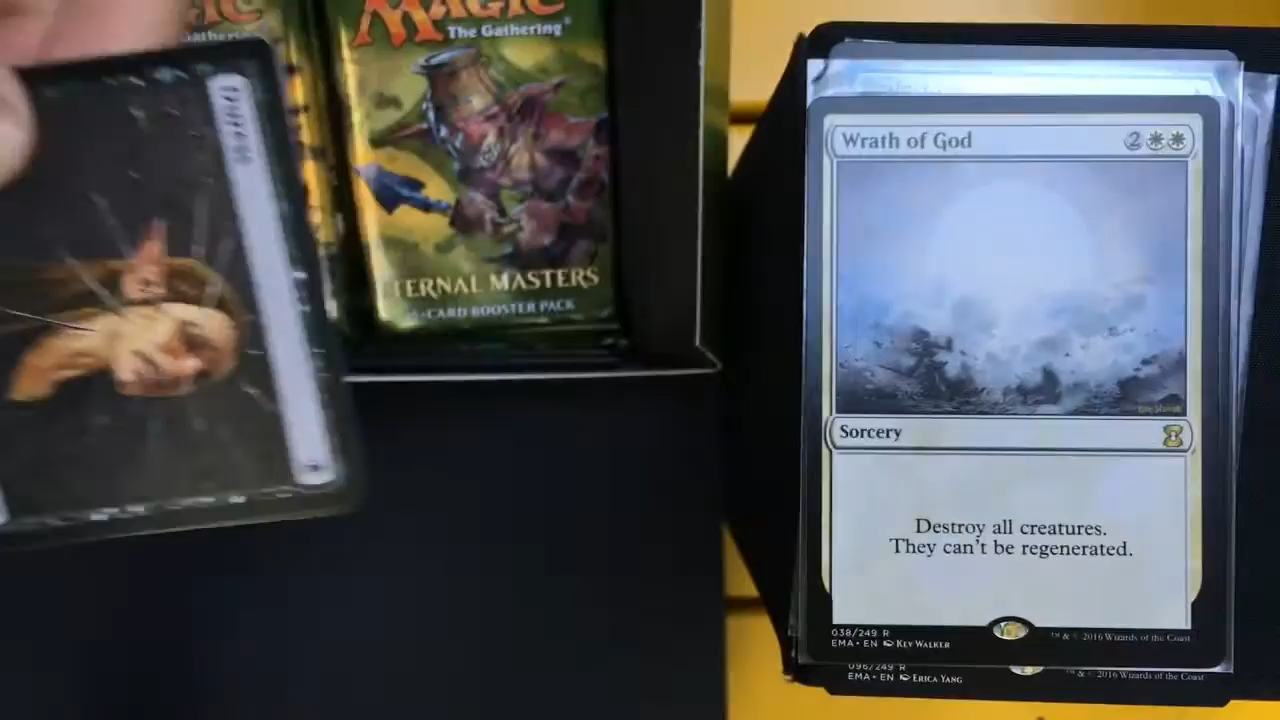 MAGIC
The Gathering®
ETERNAL MASTERS
-CARD BOOSTER PACK
Wrath of God
2
Sorcery
Destroy all creatures.
They can't be regenerated.
038/249 R
EMA • EN KEV WALKER
™ & © 2016 Wizards of the Coast
096/249 R
EMA • EN ERICA YANG
™ & © 2016 Wizards of the Coast